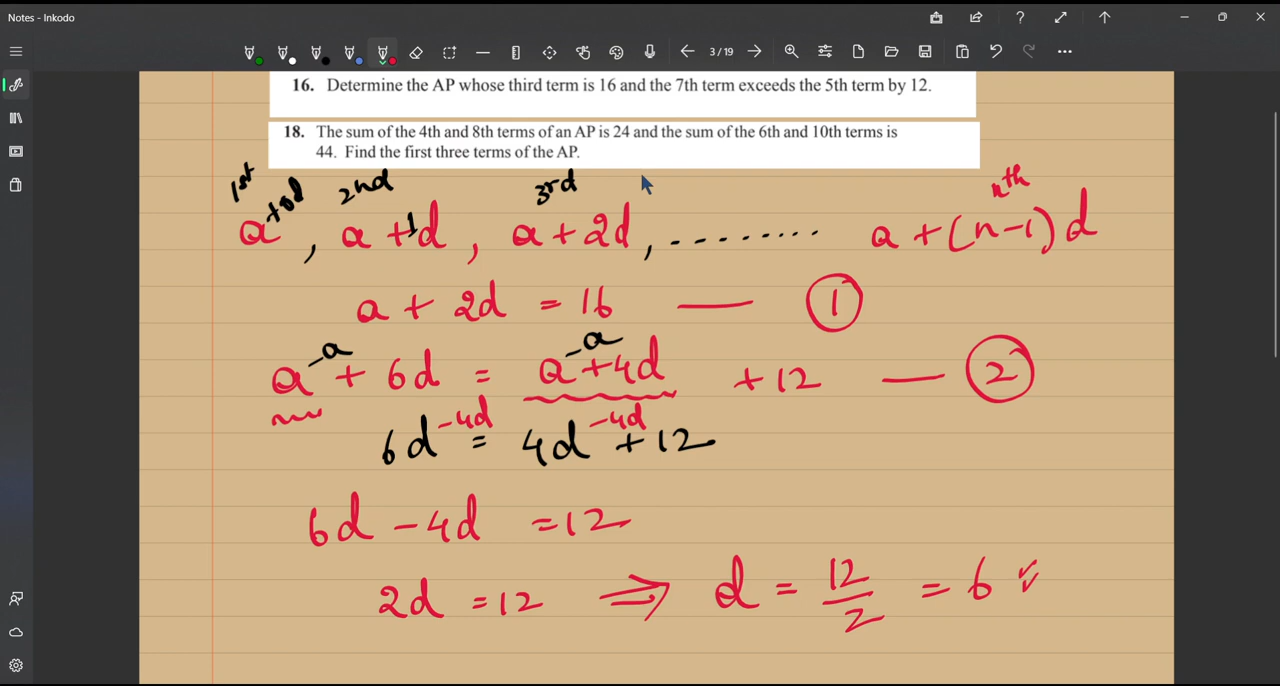 Notes - Inkodo
3/19
16. Determine the AP whose third term is 16 and the 7th term exceeds the 5th term by 12.
18. The sum of the 4th and 8th terms of an AP is 24 and the sum of the 6th and 10th terms is
44. Find the first three terms of the AP.
1st 2nd 3rd nth
a+0d, a+1d, a+2d, ......... a+(n-1)d
a + 2d = 16 — 1
a -a + 6d = a -a +4d +12 — 2
6d -4d = 4d -4d + 12
6d - 4d = 12
2d = 12 ⇒ d = 12/2 = 6